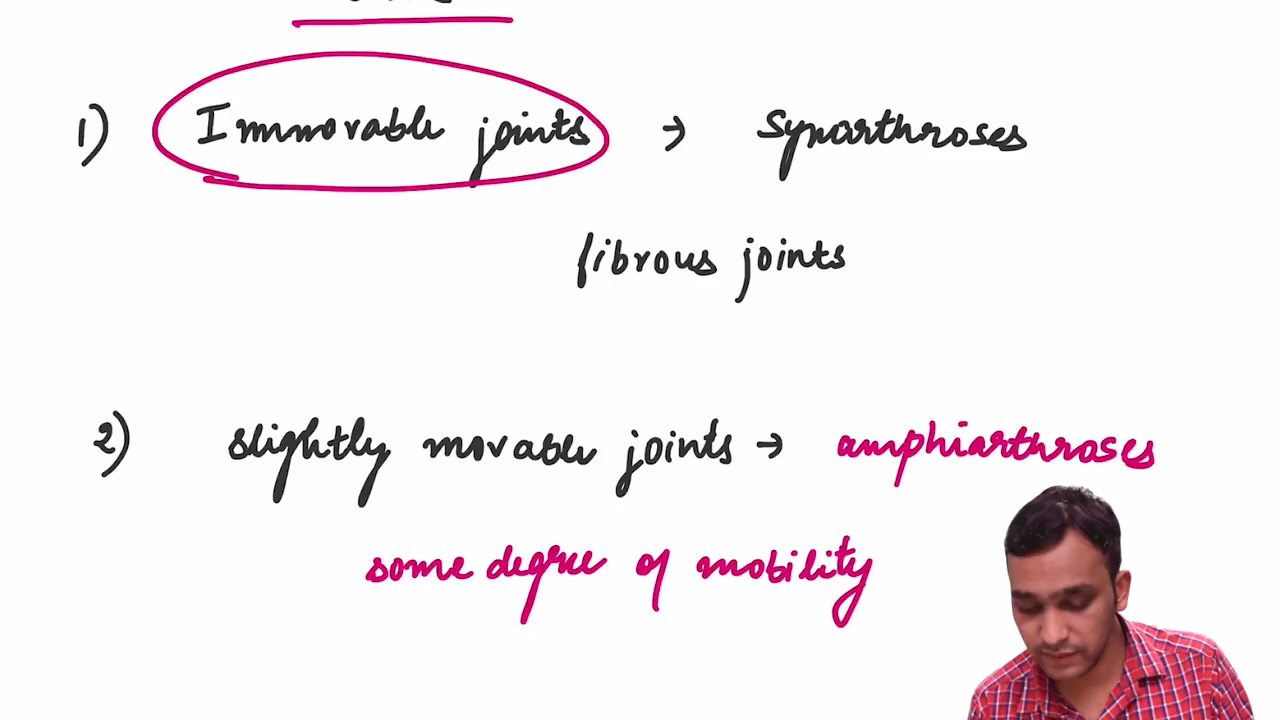 1) Immovable joints → Synarthroses
fibrous joints
2) slightly movable joints → amphiarthroses
some degree of mobility